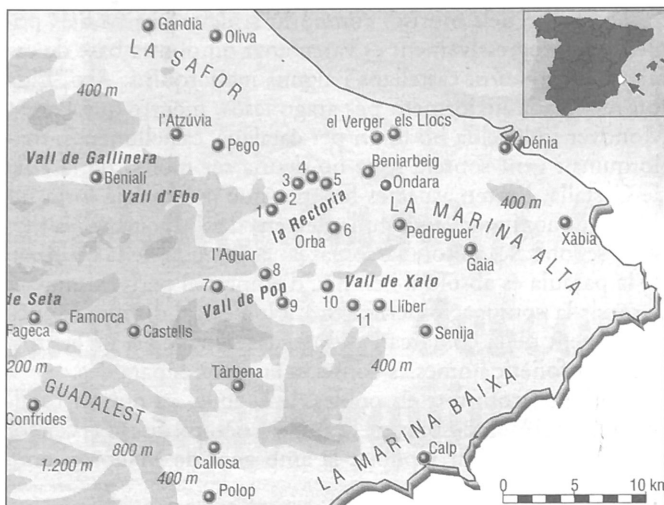 Gandia
Oliva
LA SAFOR
400 m
l'Atzúvia
Pego
el Verger
els Llocs
Dénia
Vall de Gallinera
Benialí
Vall d'Ebo
Beniarbeig
Ondara
la Rectoria
1
2
3
4
5
400 m
LA MARINA ALTA
Orba
6
Pedreguer
Xàbia
Gaia
l'Aguar
7
8
Vall de Pop
9
10
Vall de Xaló
11
Llíber
de Seta
Fageca
Famorca
Castells
Senija
200 m
400 m
Tàrbena
GUADALEST
Confrides
LA MARINA BAIXA
800 m
1.200 m
400 m
Callosa
Calp
Polop
0
5
10 km